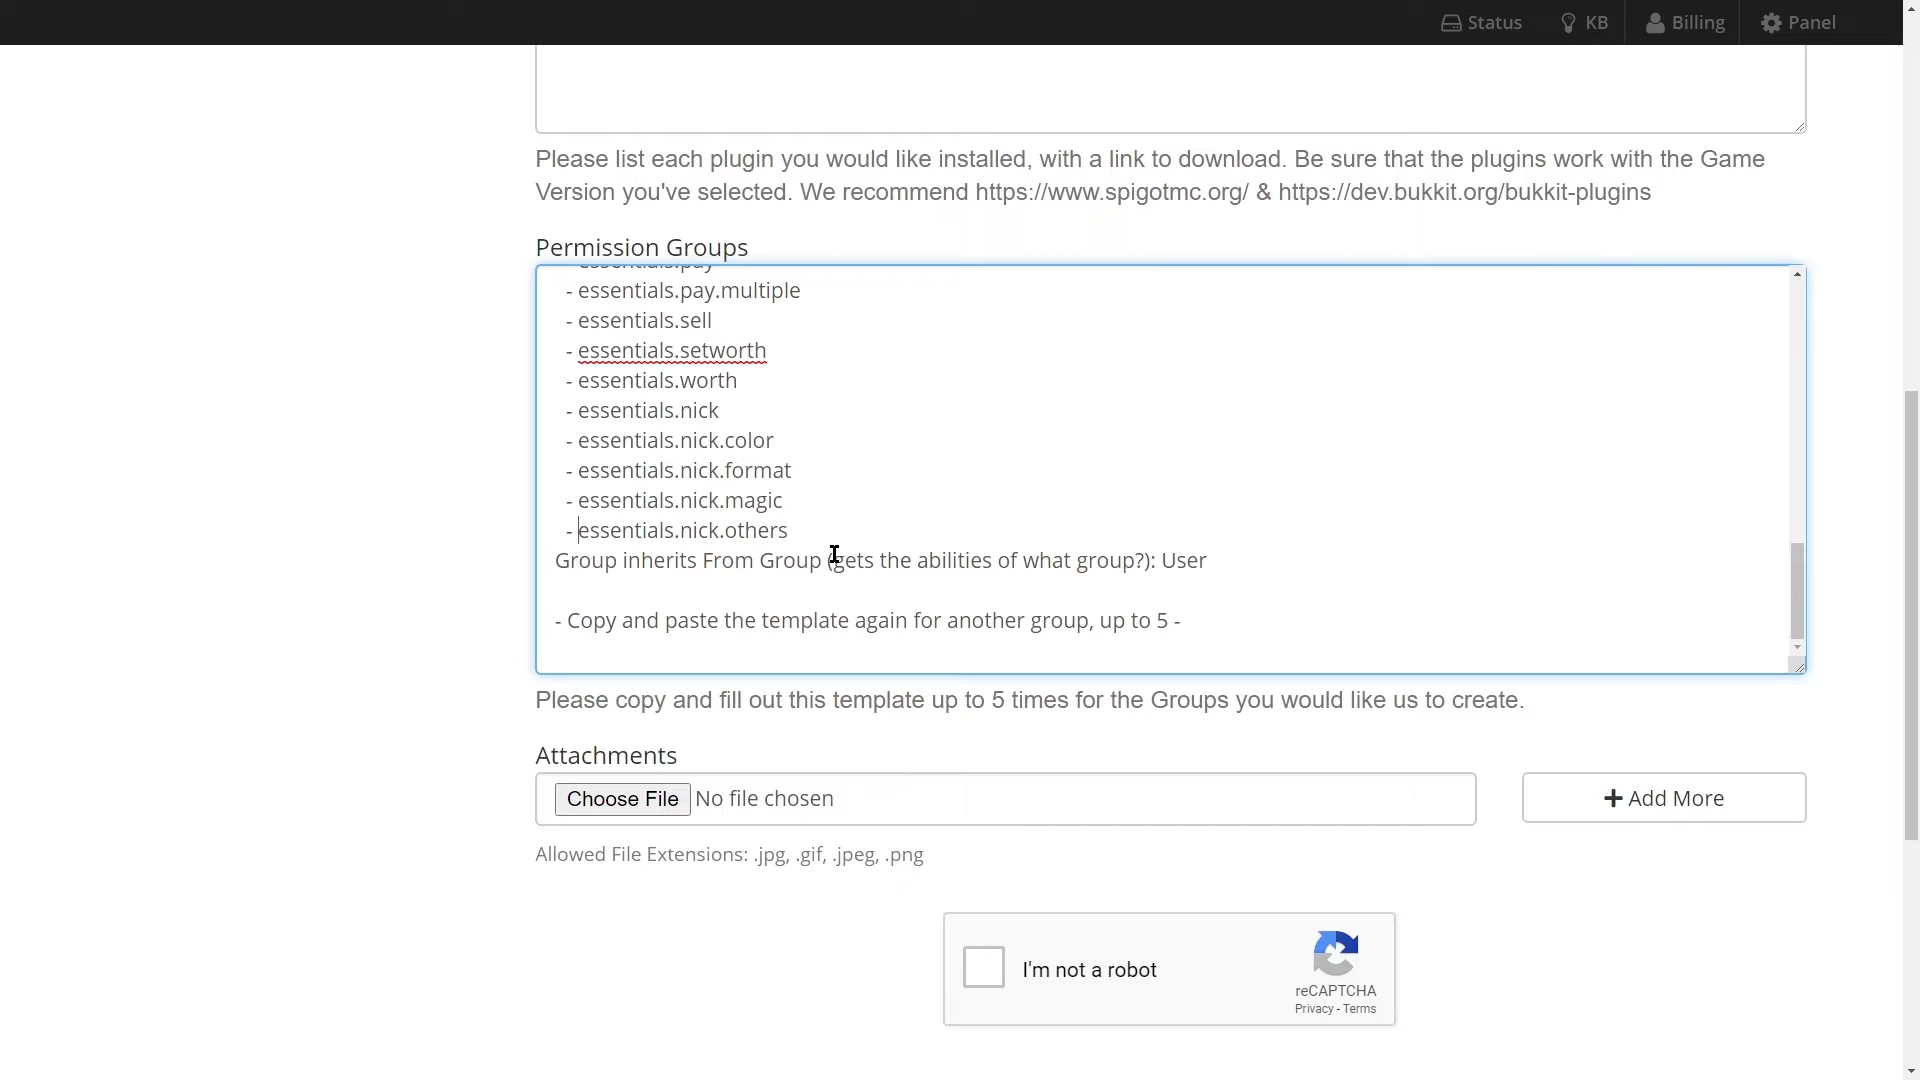 Status KB Billing Panel
Please list each plugin you would like installed, with a link to download. Be sure that the plugins work with the Game
Version you've selected. We recommend https://www.spigotmc.org/ & https://dev.bukkit.org/bukkit-plugins
Permission Groups
- essentials.pay
- essentials.pay.multiple
- essentials.sell
- essentials.setworth
- essentials.worth
- essentials.nick
- essentials.nick.color
- essentials.nick.format
- essentials.nick.magic
- essentials.nick.others
Group inherits From Group (gets the abilities of what group?): User
- Copy and paste the template again for another group, up to 5 -
Please copy and fill out this template up to 5 times for the Groups you would like us to create.
Attachments
Choose File No file chosen
+ Add More
Allowed File Extensions: .jpg, .gif, .jpeg, .png
I'm not a robot
reCAPTCHA
Privacy - Terms